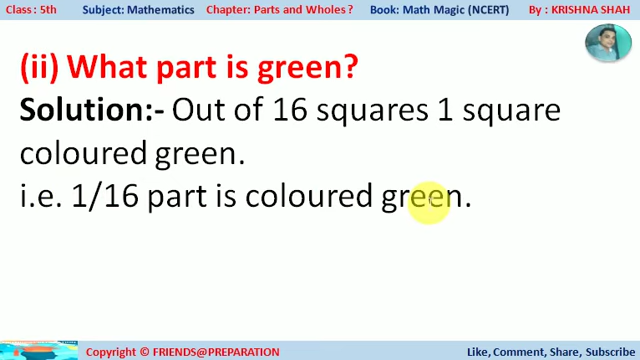 Class : 5th Subject: Mathematics Chapter: Parts and Wholes ? Book: Math Magic (NCERT) By : KRISHNA SHAH
(ii) What part is green?
Solution:- Out of 16 squares 1 square
coloured green.
i.e. 1/16 part is coloured green.
Copyright © FRIENDS@PREPARATION Like, Comment, Share, Subscribe